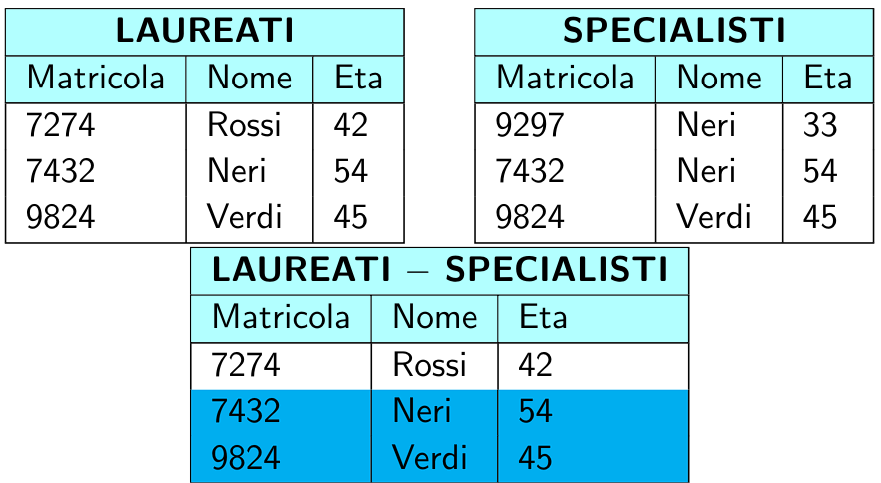 LAUREATI
Matricola Nome Eta
7274 Rossi 42
7432 Neri 54
9824 Verdi 45
SPECIALISTI
Matricola Nome Eta
9297 Neri 33
7432 Neri 54
9824 Verdi 45
LAUREATI – SPECIALISTI
Matricola Nome Eta
7274 Rossi 42
7432 Neri 54
9824 Verdi 45